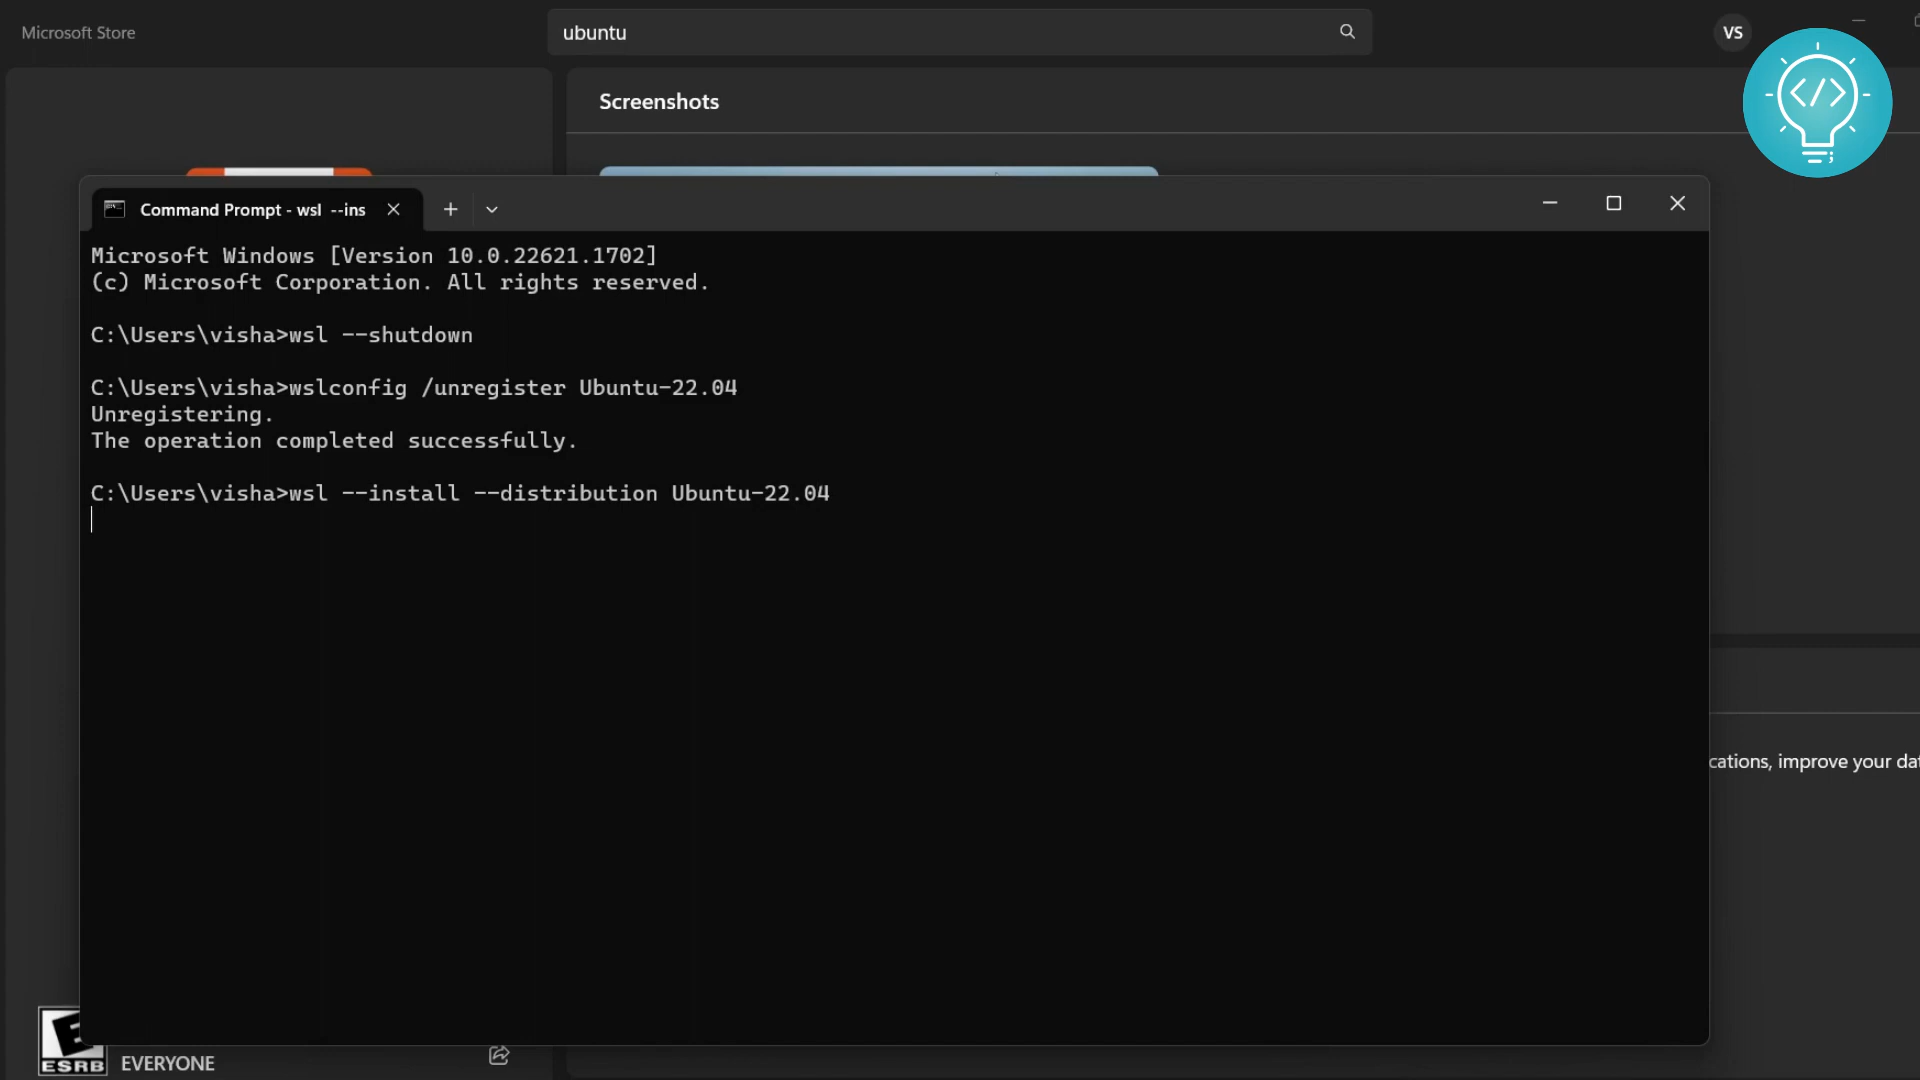 Microsoft Store
ubuntu
VS
Screenshots
</>
;
Command Prompt - wsl --ins
Microsoft Windows [Version 10.0.22621.1702]
(c) Microsoft Corporation. All rights reserved.
C:\Users\visha>wsl --shutdown
C:\Users\visha>wslconfig /unregister Ubuntu-22.04
Unregistering.
The operation completed successfully.
C:\Users\visha>wsl --install --distribution Ubuntu-22.04
cations, improve your dat
E
ESRB
EVERYONE